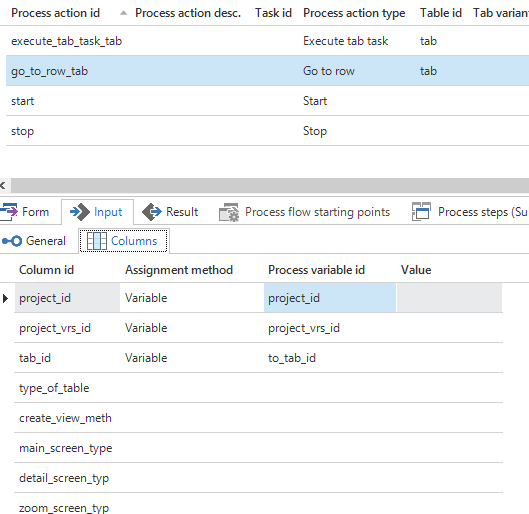 Process action id Process action desc. Task id Process action type Table id Tab variant
execute_tab_task_tab Execute tab task tab
go_to_row_tab Go to row tab
start Start
stop Stop
Form Input Result Process flow starting points Process steps (Su
General Columns
Column id Assignment method Process variable id Value
project_id Variable project_id
project_vrs_id Variable project_vrs_id
tab_id Variable to_tab_id
type_of_table
create_view_meth
main_screen_type
detail_screen_typ
zoom_screen_typ